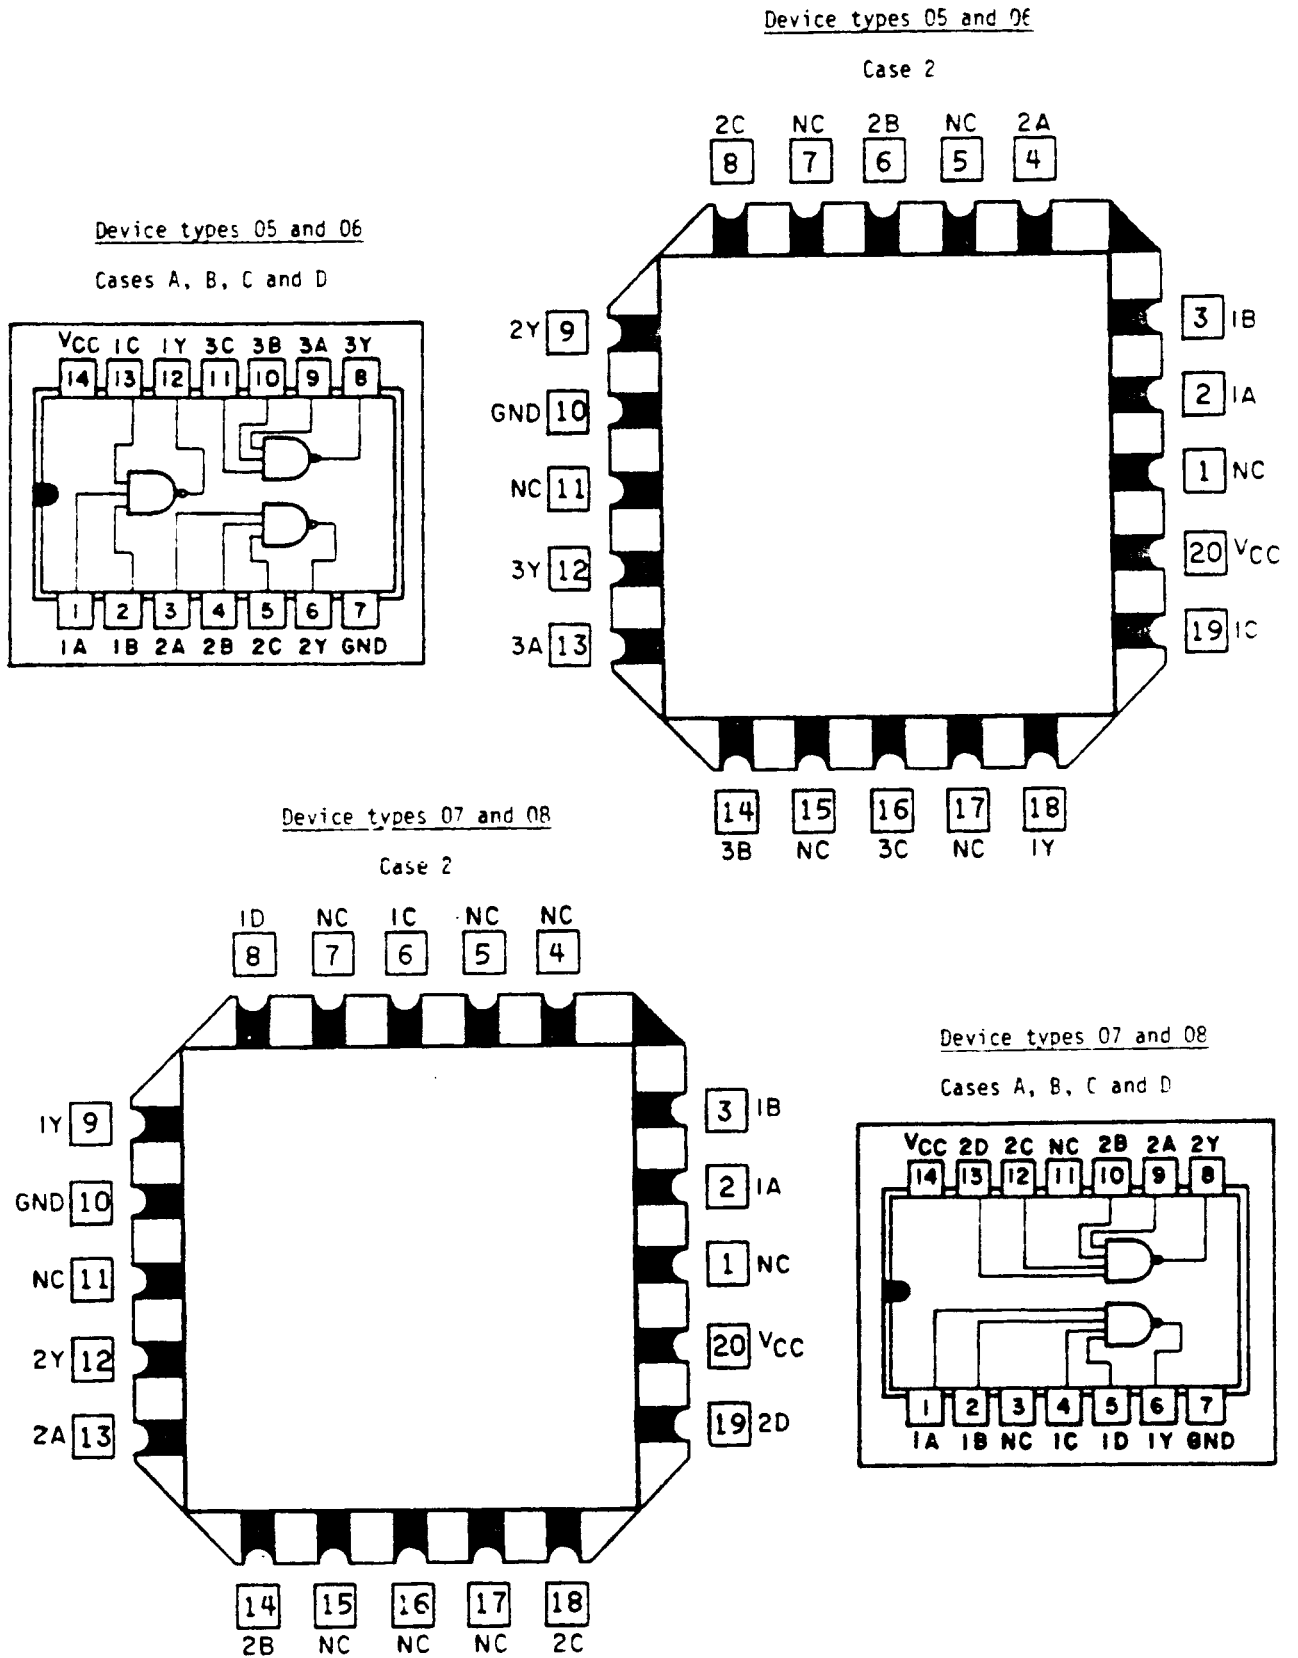 Device types 05 and 06
Case 2
2C NC 2B NC 2A
8 7 6 5 4
3 1B
2 1A
1 NC
20 VCC
19 1C
2Y 9
GND 10
NC 11
3Y 12
3A 13
14 15 16 17 18
3B NC 3C NC 1Y
Device types 05 and 06
Cases A, B, C and D
VCC 1C 1Y 3C 3B 3A 3Y
14 13 12 11 10 9 8
1 2 3 4 5 6 7
1A 1B 2A 2B 2C 2Y GND
Device types 07 and 08
Case 2
1D NC 1C NC NC
8 7 6 5 4
3 1B
2 1A
1 NC
20 VCC
19 2D
1Y 9
GND 10
NC 11
2Y 12
2A 13
14 15 16 17 18
2B NC NC NC 2C
Device types 07 and 08
Cases A, B, C and D
VCC 2D 2C NC 2B 2A 2Y
14 13 12 11 10 9 8
1 2 3 4 5 6 7
1A 1B NC 1C 1D 1Y GND